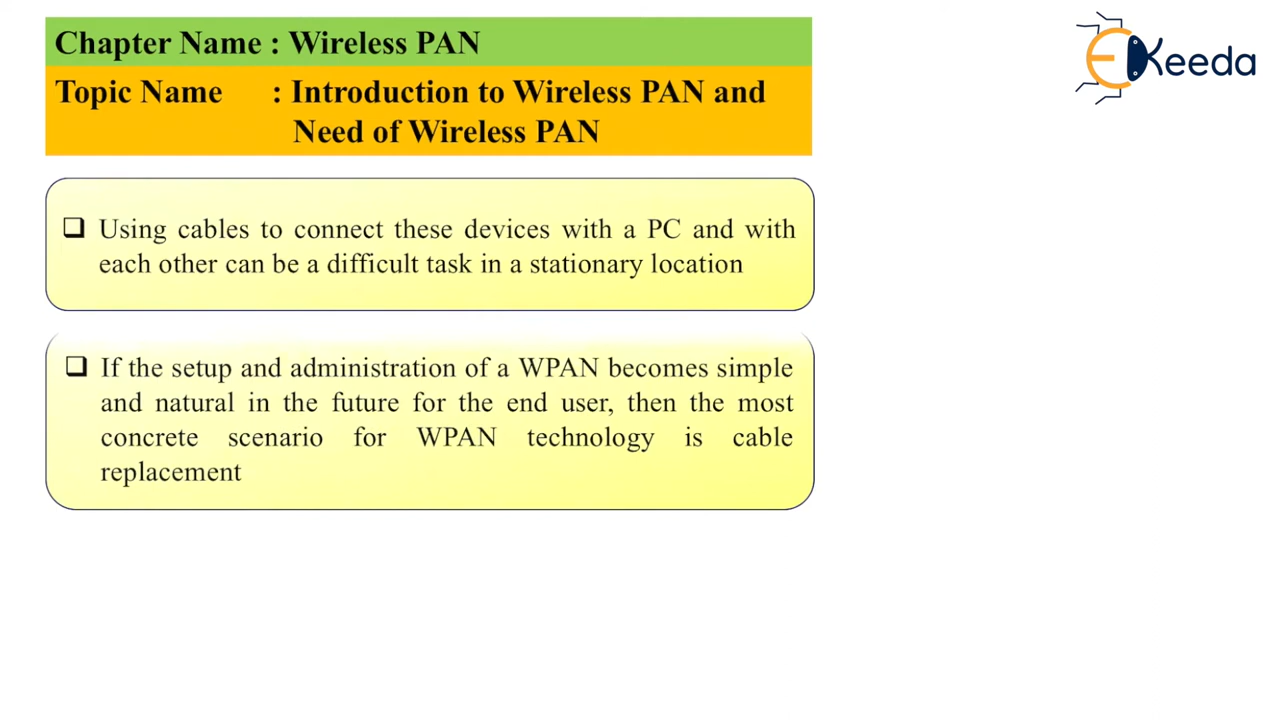 Chapter Name : Wireless PAN
Topic Name : Introduction to Wireless PAN and
Need of Wireless PAN
EKeeda
❑ Using cables to connect these devices with a PC and with
each other can be a difficult task in a stationary location
❑ If the setup and administration of a WPAN becomes simple
and natural in the future for the end user, then the most
concrete scenario for WPAN technology is cable
replacement